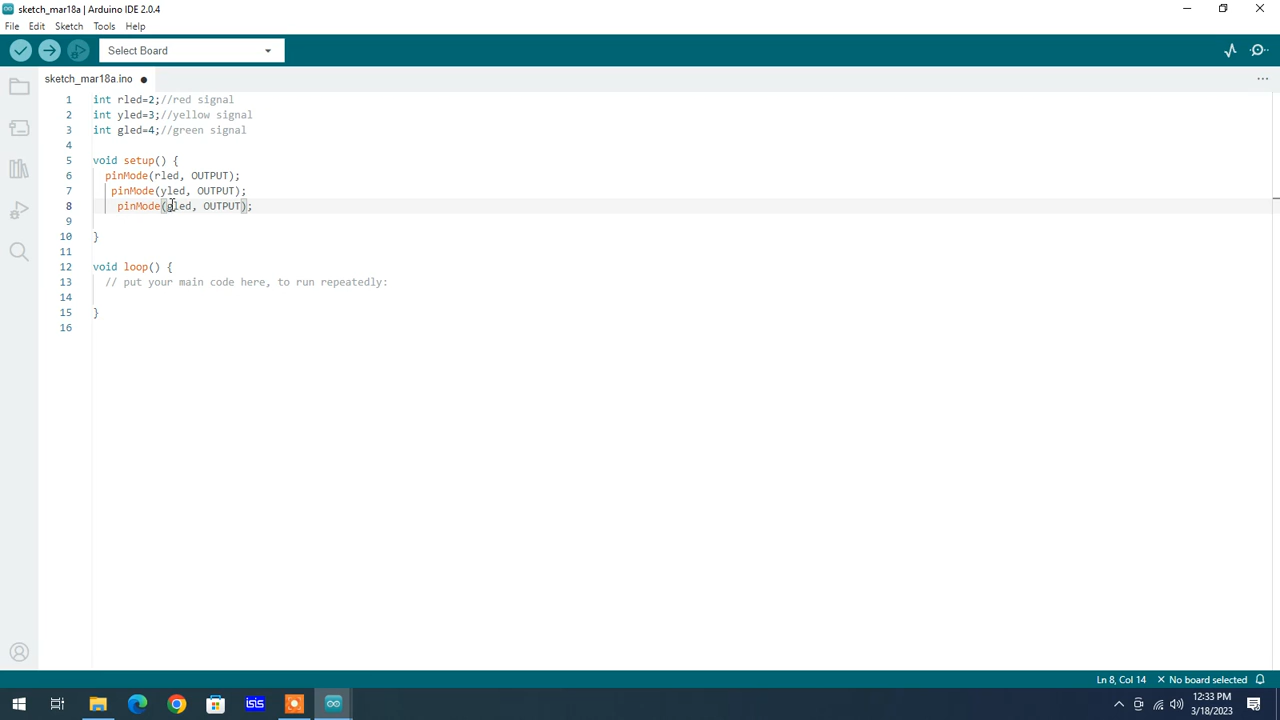 sketch_mar18a | Arduino IDE 2.0.4
File Edit Sketch Tools Help
Select Board
sketch_mar18a.ino
1 int rled=2;//red signal
2 int yled=3;//yellow signal
3 int gled=4;//green signal
4
5 void setup() {
6 pinMode(rled, OUTPUT);
7 pinMode(yled, OUTPUT);
8 pinMode(gled, OUTPUT);
9
10 }
11
12 void loop() {
13 // put your main code here, to run repeatedly:
14
15 }
16
Ln 8, Col 14 No board selected
isis
12:33 PM
3/18/2023